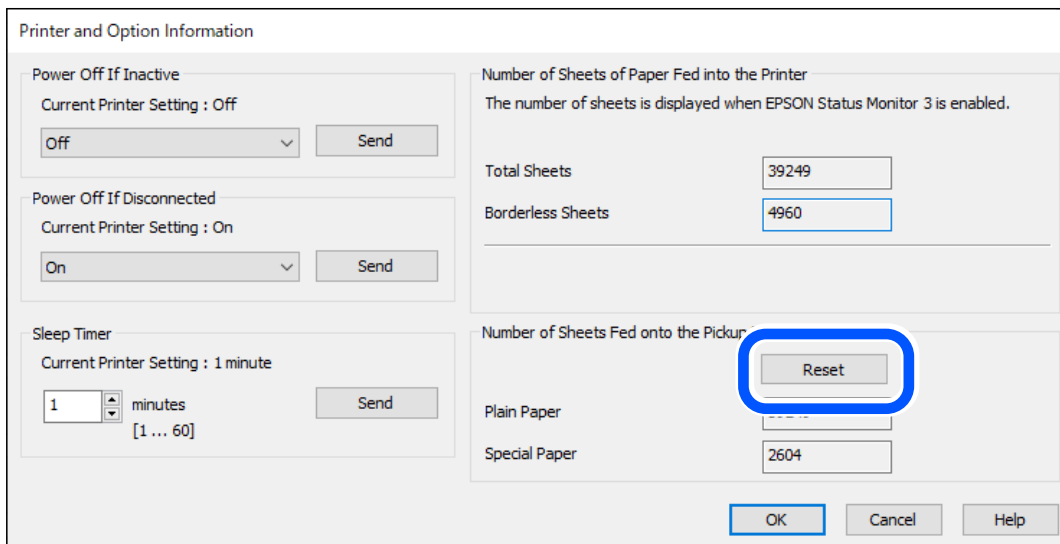 Printer and Option Information
Power Off If Inactive
Current Printer Setting : Off
Off
Send
Power Off If Disconnected
Current Printer Setting : On
On
Send
Sleep Timer
Current Printer Setting : 1 minute
1
minutes
Send
[1 ... 60]
Number of Sheets of Paper Fed into the Printer
The number of sheets is displayed when EPSON Status Monitor 3 is enabled.
Total Sheets
39249
Borderless Sheets
4960
Number of Sheets Fed onto the Pickup
Reset
Plain Paper
Special Paper
2604
OK
Cancel
Help